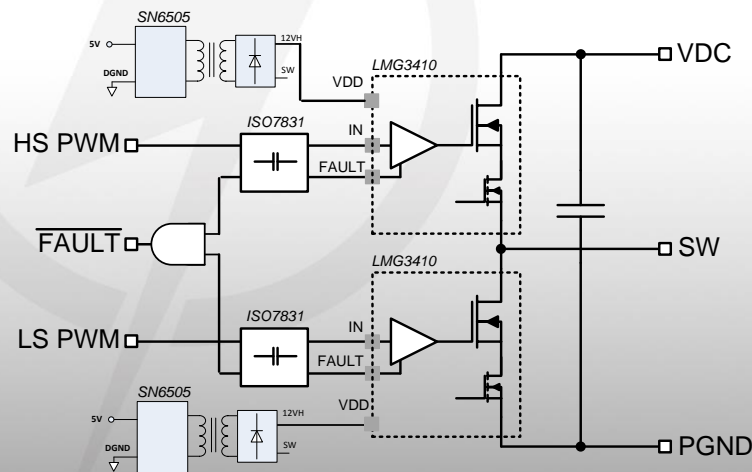 SN6505
5V
DGND
12VH
SW
LMG3410
VDD
VDC
ISO7831
HS PWM
IN
FAULT
FAULT
LMG3410
SW
ISO7831
LS PWM
IN
FAULT
SN6505
VDD
5V
12VH
DGND
SW
PGND